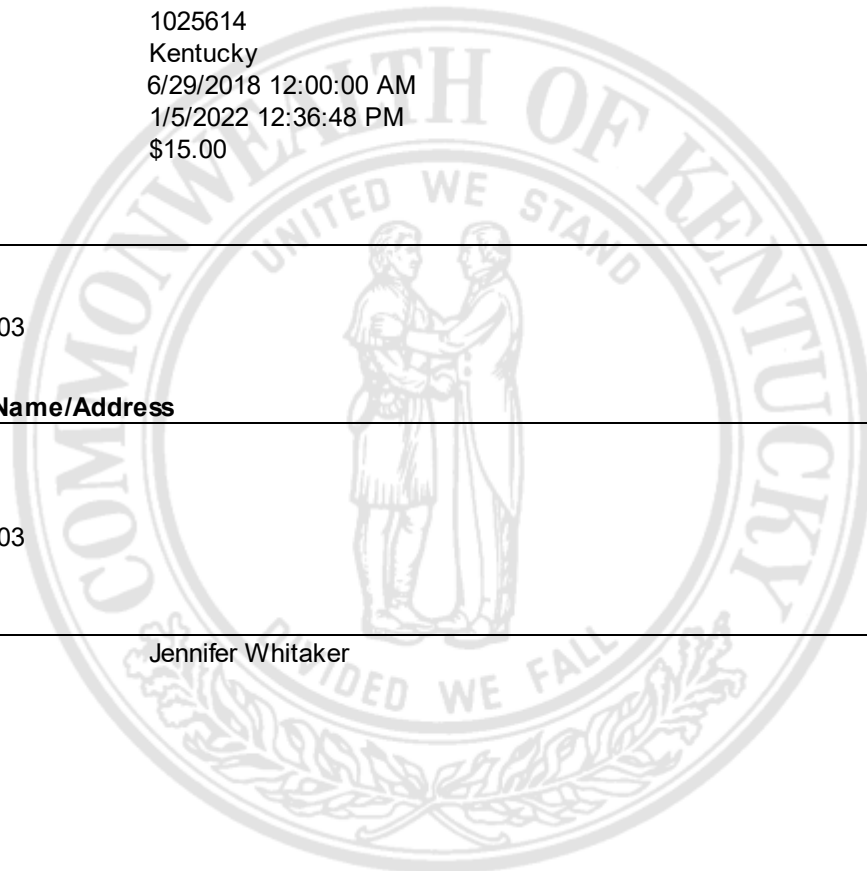 1025614
Kentucky
6/29/2018 12:00:00 AM
1/5/2022 12:36:48 PM
$15.00
COMMONWEALTH OF KENTUCKY
UNITED WE STAND
03
Name/Address
03
Jennifer Whitaker
DIVIDED WE FALL